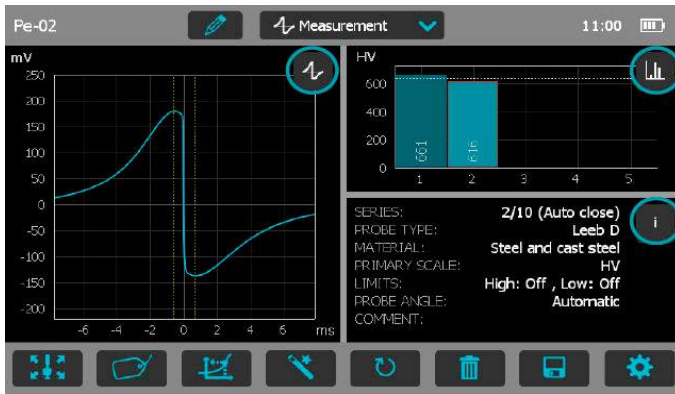 Pe-02
Measurement
11:00
mV
250
200
150
100
50
0
-50
-100
-150
-200
-6 -4 -2 0 2 4 6 ms
HV
600
400
200
0
661
616
1 2 3 4 5
SERIES: 2/10 (Auto close)
PROBE TYPE: Leeb D
MATERIAL: Steel and cast steel
PRIMARY SCALE: HV
LIMITS: High: Off , Low: Off
PROBE ANGLE: Automatic
COMMENT:
i